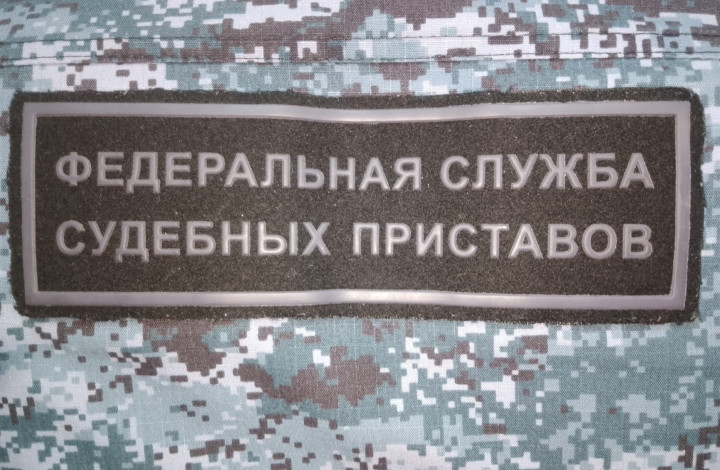 ФЕДЕРАЛЬНАЯ СЛУЖБА
СУДЕБНЫХ ПРИСТАВОВ